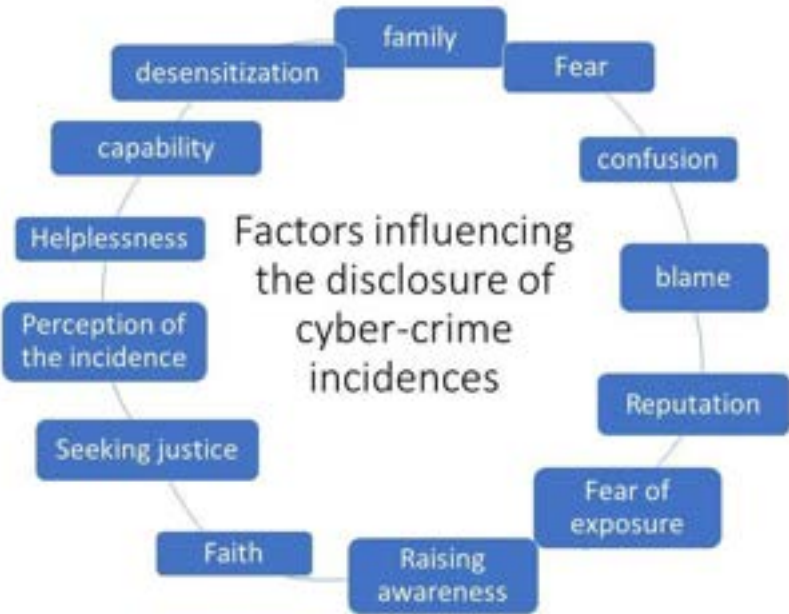 family
Fear
confusion
blame
Reputation
Fear of
exposure
Raising
awareness
Faith
Seeking justice
Perception of
the incidence
Helplessness
capability
desensitization
Factors influencing
the disclosure of
cyber-crime
incidences